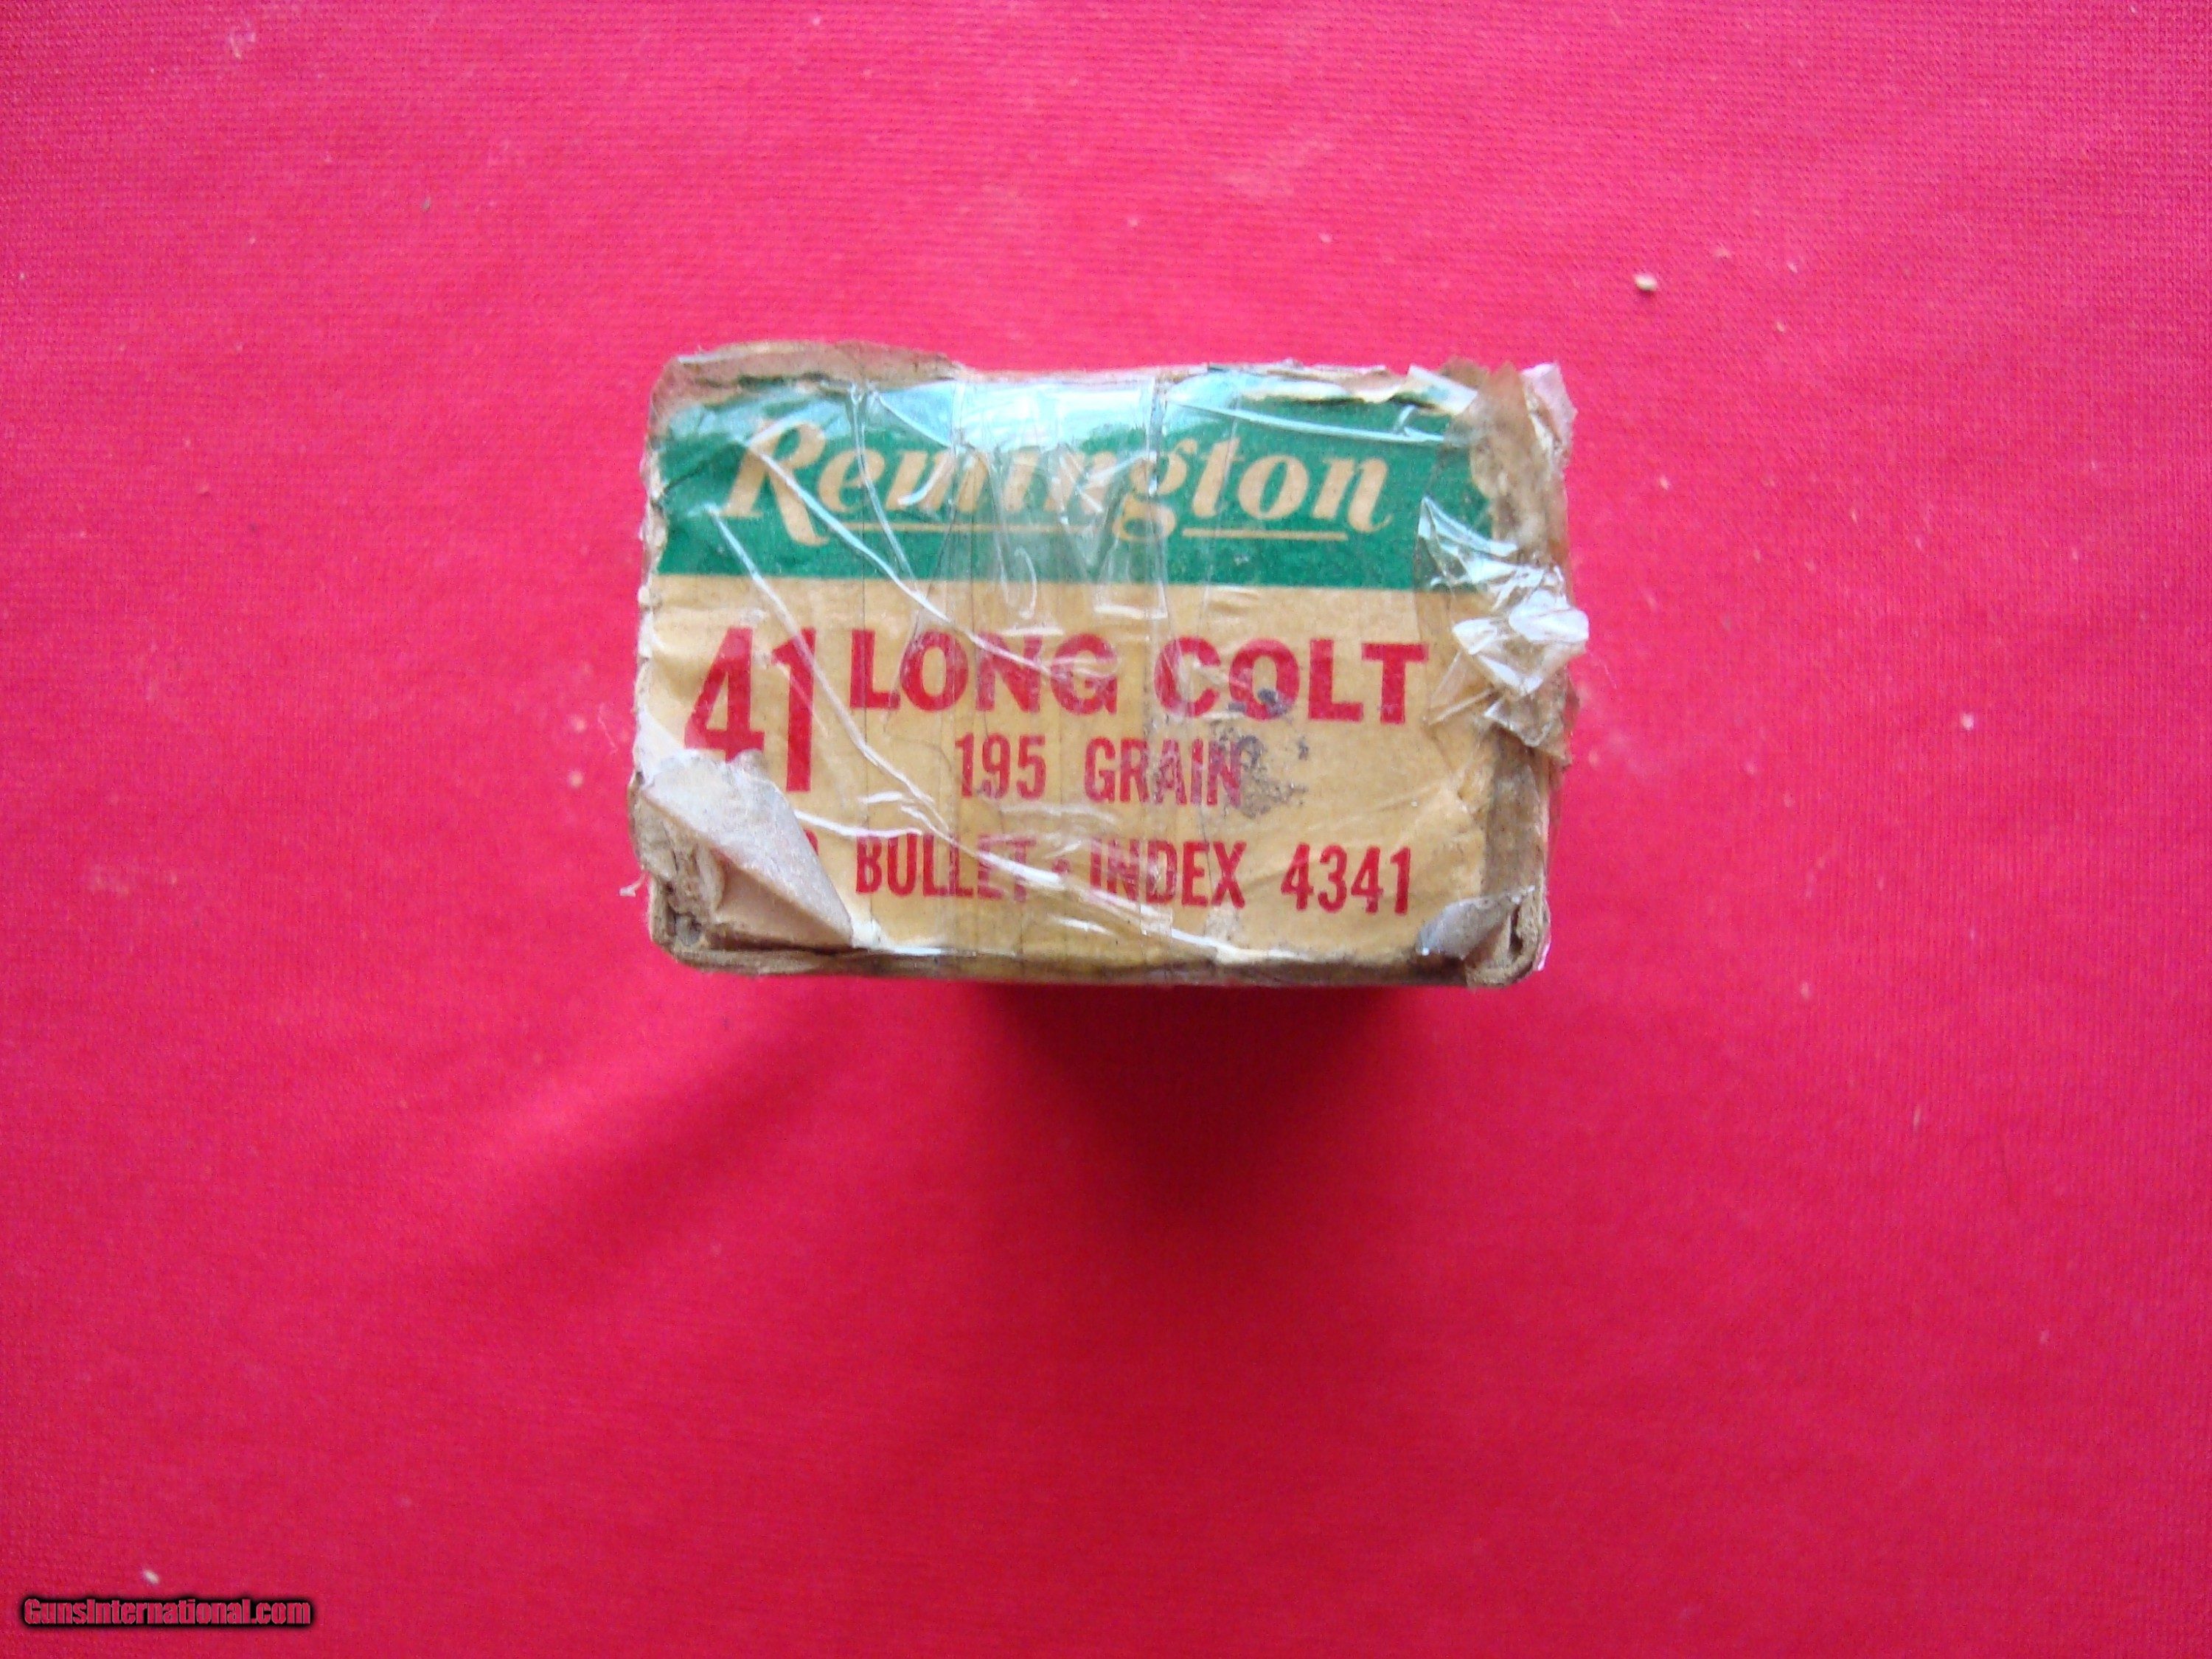 Remington
41 LONG COLT
195 GRAIN
BULLET • INDEX 4341
GunsInternational.com